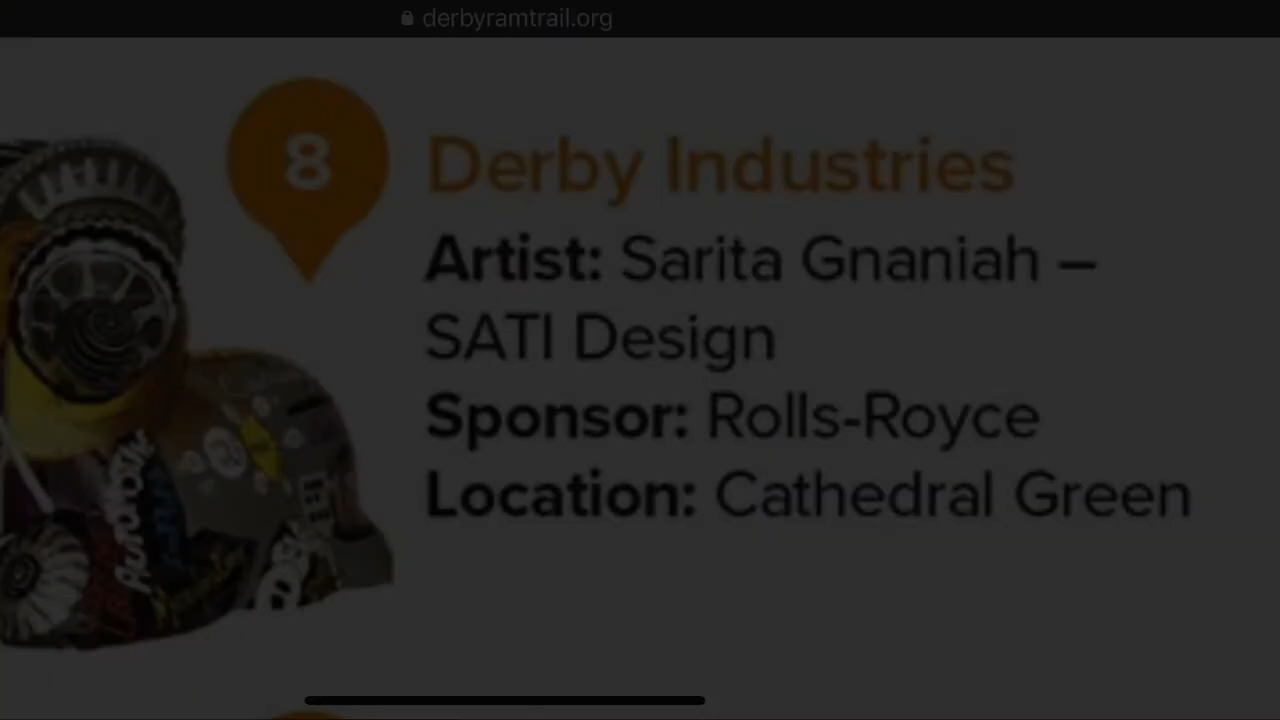 derbyramtrail.org
8
Derby Industries
Artist: Sarita Gnaniah –
SATI Design
Sponsor: Rolls-Royce
Location: Cathedral Green